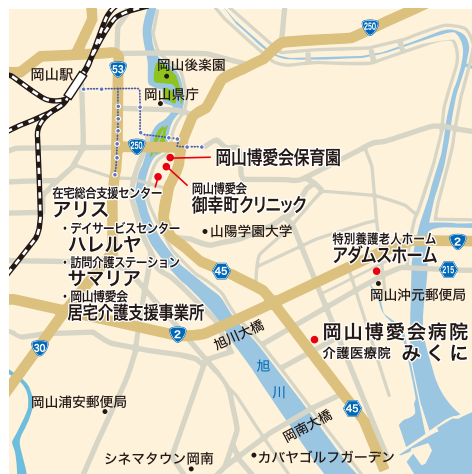 岡山駅
53
岡山後楽園
岡山県庁
250
250
岡山博愛会保育園
岡山博愛会
御幸町クリニック
在宅総合支援センター
アリス
・デイサービスセンター
ハレルヤ
・訪問介護ステーション
サマリア
・岡山博愛会
居宅介護支援事業所
山陽学園大学
特別養護老人ホーム
アダムスホーム
2
215
45
岡山沖元郵便局
岡山博愛会病院
介護医療院 みくに
2
旭川大橋
30
旭川
45
岡山浦安郵便局
岡南大橋
シネマタウン岡南
カバヤゴルフガーデン